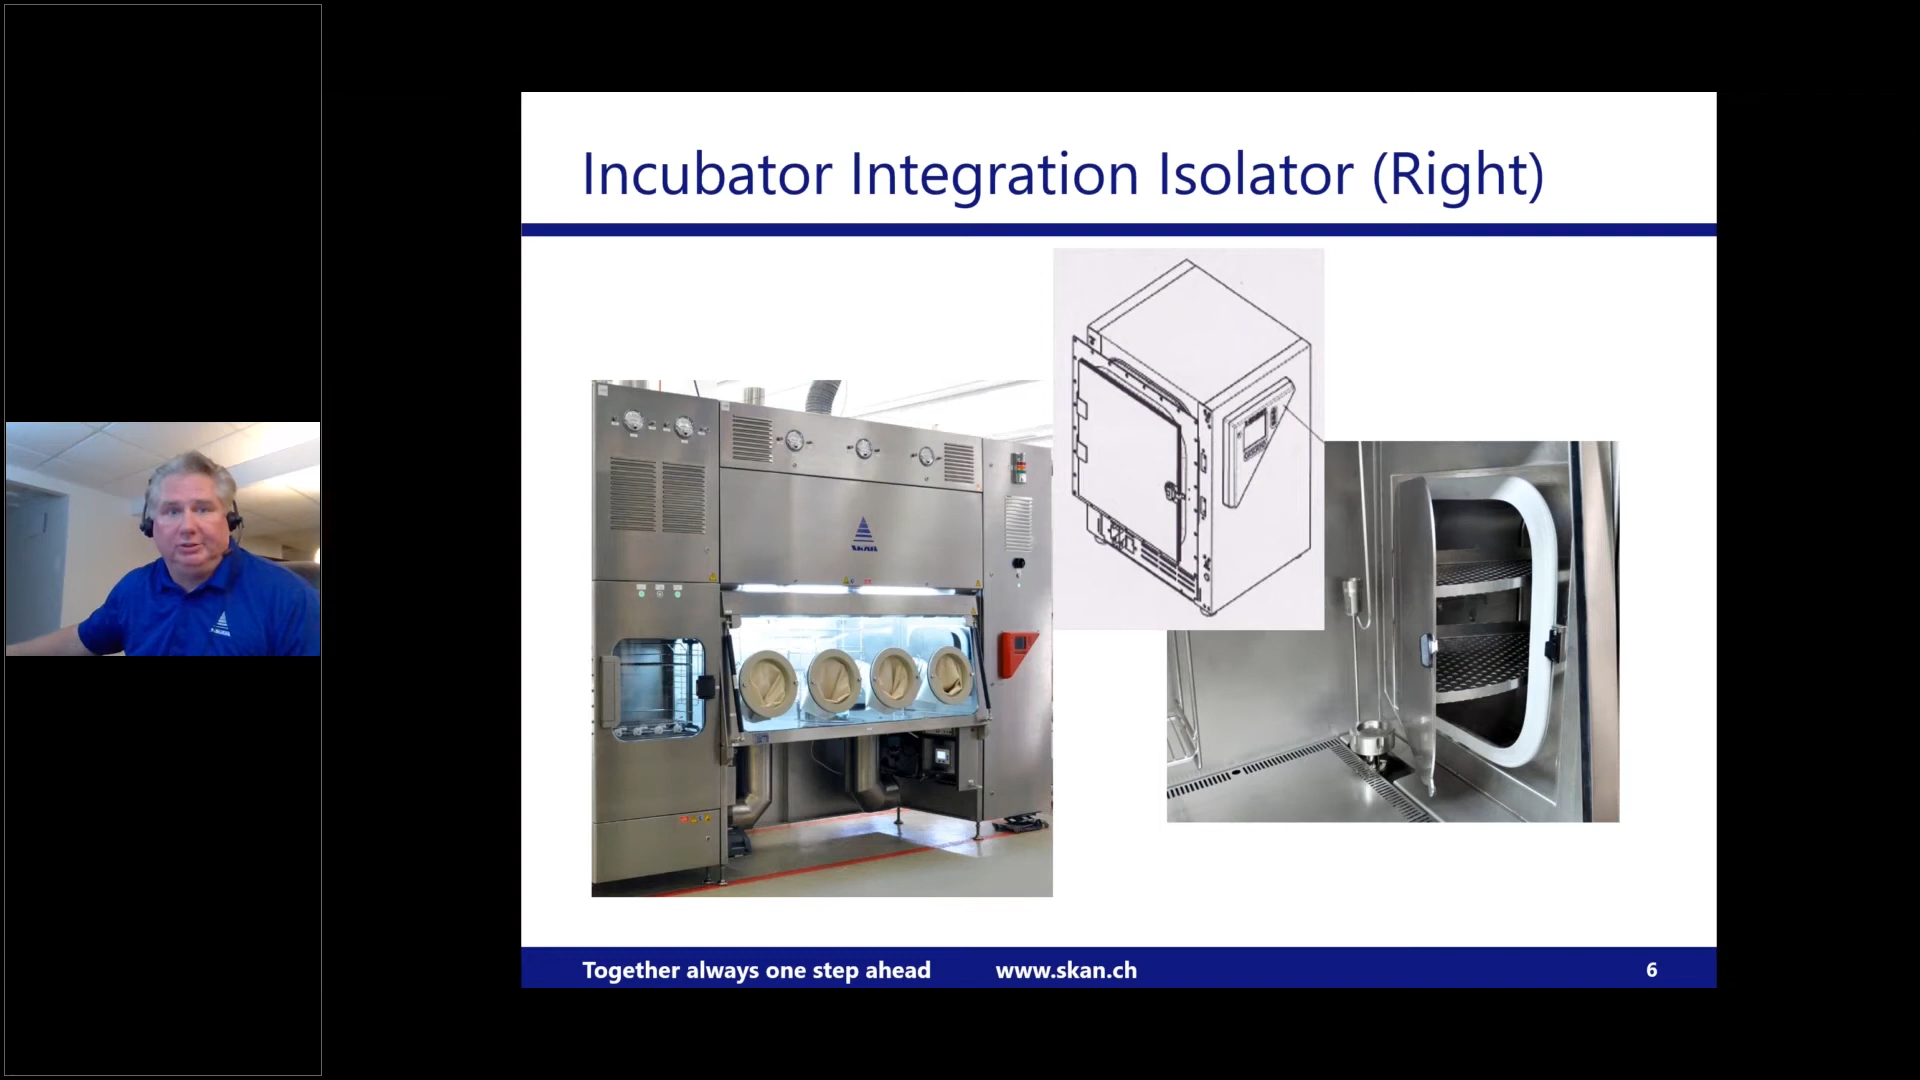 Incubator Integration Isolator (Right)
Together always one step ahead www.skan.ch 6